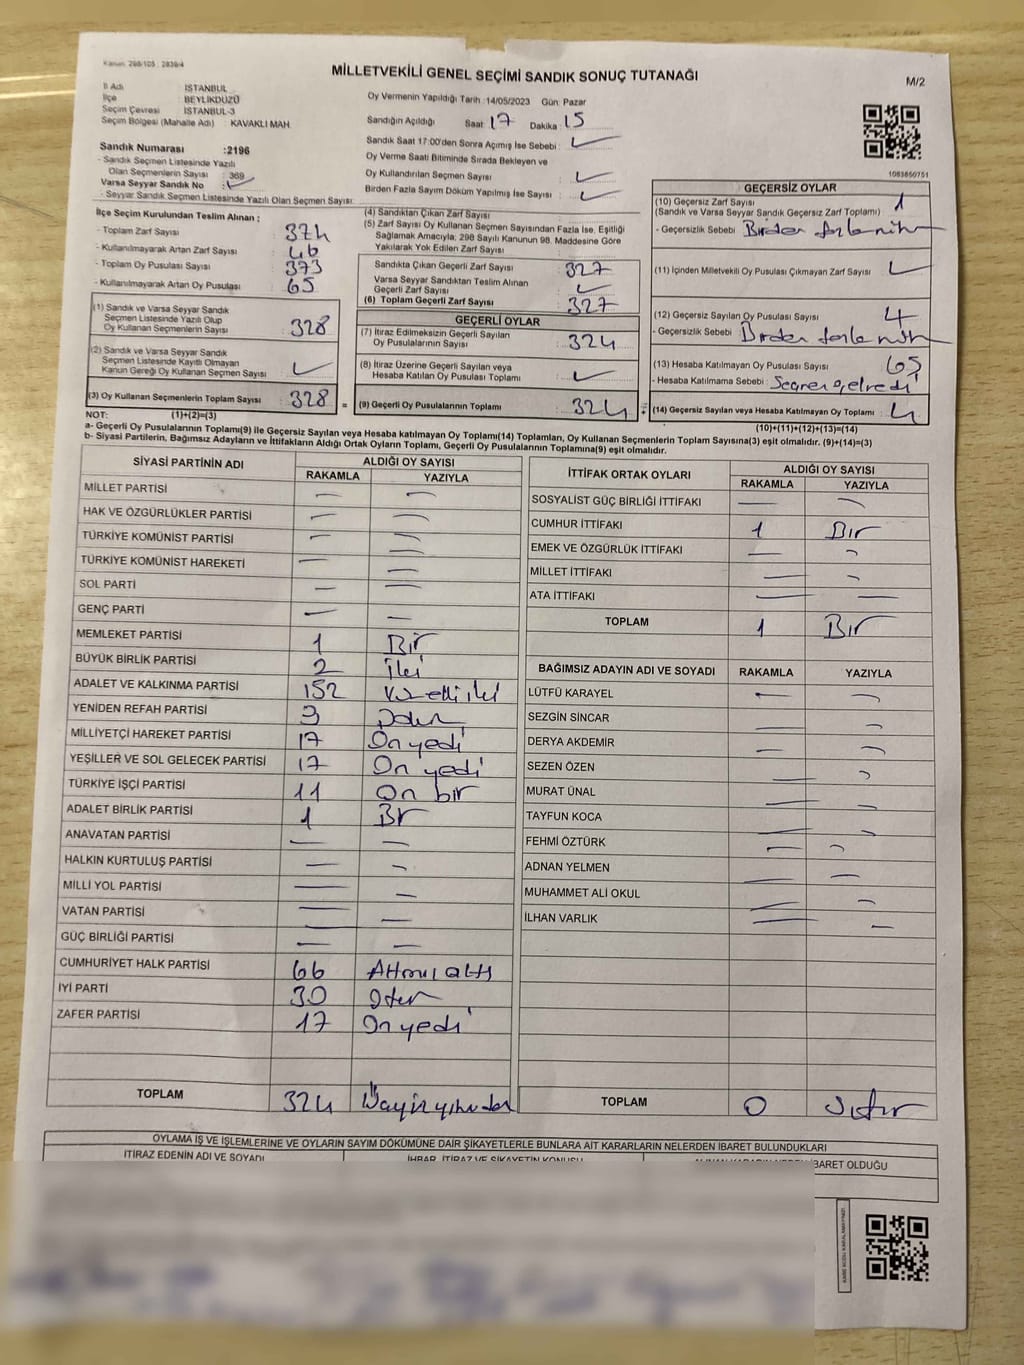 Kanun: 298/105 : 2839/4
MİLLETVEKİLİ GENEL SEÇİMİ SANDIK SONUÇ TUTANAĞI
M/2
İl Adı : İSTANBUL
İlçe : BEYLİKDÜZÜ
Seçim Çevresi : İSTANBUL-3
Seçim Bölgesi (Mahalle Adı) : KAVAKLI MAH.
Oy Vermenin Yapıldığı Tarih :14/05/2023 Gün: Pazar
Sandığın Açıldığı Saat : 17 Dakika : 15
Sandık Saat 17:00'den Sonra Açılmış İse Sebebi :
Oy Verme Saati Bitiminde Sırada Bekleyen ve
Oy Kullandırılan Seçmen Sayısı :
Birden Fazla Sayım Döküm Yapılmış İse Sayısı :
Sandık Numarası :2196
- Sandık Seçmen Listesinde Yazılı
Olan Seçmenlerin Sayısı : 369
Varsa Seyyar Sandık No :
- Seyyar Sandık Seçmen Listesinde Yazılı Olan Seçmen Sayısı:
1083850751
İlçe Seçim Kurulundan Teslim Alınan :
- Toplam Zarf Sayısı : 374
- Kullanılmayarak Artan Zarf Sayısı : 46
- Toplam Oy Pusulası Sayısı : 373
- Kullanılmayarak Artan Oy Pusulası : 65
(1) Sandık ve Varsa Seyyar Sandık
Seçmen Listesinde Yazılı Olup
Oy Kullanan Seçmenlerin Sayısı : 328
(2) Sandık ve Varsa Seyyar Sandık
Seçmen Listesinde Kayıtlı Olmayan
Kanun Gereği Oy Kullanan Seçmen Sayısı :
(3) Oy Kullanan Seçmenlerin Toplam Sayısı : 328
(4) Sandıktan Çıkan Zarf Sayısı :
(5) Zarf Sayısı Oy Kullanan Seçmen Sayısından Fazla İse, Eşitliği
Sağlamak Amacıyla; 298 Sayılı Kanunun 98. Maddesine Göre
Yakılarak Yok Edilen Zarf Sayısı :
Sandıkta Çıkan Geçerli Zarf Sayısı : 327
Varsa Seyyar Sandıktan Teslim Alınan
Geçerli Zarf Sayısı :
(6) Toplam Geçerli Zarf Sayısı : 327
GEÇERLİ OYLAR
(7) İtiraz Edilmeksizin Geçerli Sayılan
Oy Pusulalarının Sayısı : 324
(8) İtiraz Üzerine Geçerli Sayılan veya
Hesaba Katılan Oy Pusulası Toplamı :
= (9) Geçerli Oy Pusulalarının Toplamı : 324
GEÇERSİZ OYLAR
(10) Geçersiz Zarf Sayısı : 1
(Sandık ve Varsa Seyyar Sandık Geçersiz Zarf Toplamı)
- Geçersizlik Sebebi : Birden fazla
(11) İçinden Milletvekili Oy Pusulası Çıkmayan Zarf Sayısı :
(12) Geçersiz Sayılan Oy Pusulası Sayısı : 4
- Geçersizlik Sebebi : Birden fazla
(13) Hesaba Katılmayan Oy Pusulası Sayısı : 65
- Hesaba Katılmama Sebebi : Seçmen gelmedi
(14) Geçersiz Sayılan veya Hesaba Katılmayan Oy Toplamı : 4
NOT: (1)+(2)=(3)
(10)+(11)+(12)+(13)=(14)
a- Geçerli Oy Pusulalarının Toplamı(9) ile Geçersiz Sayılan veya Hesaba katılmayan Oy Toplamı(14) Toplamları, Oy Kullanan Seçmenlerin Toplam Sayısına(3) eşit olmalıdır. (9)+(14)=(3)
b- Siyasi Partilerin, Bağımsız Adayların ve İttifakların Aldığı Ortak Oyların Toplamı, Geçerli Oy Pusulalarının Toplamına(9) eşit olmalıdır.
SİYASİ PARTİNİN ADI ALDIĞI OY SAYISI
RAKAMLA YAZIYLA
MİLLET PARTİSİ
HAK VE ÖZGÜRLÜKLER PARTİSİ
TÜRKİYE KOMÜNİST PARTİSİ
TÜRKİYE KOMÜNİST HAREKETİ
SOL PARTİ
GENÇ PARTİ
MEMLEKET PARTİSİ 1 Bir
BÜYÜK BİRLİK PARTİSİ 2 İki
ADALET VE KALKINMA PARTİSİ 152 Yüzelli iki
YENİDEN REFAH PARTİSİ 3
MİLLİYETÇİ HAREKET PARTİSİ 17 On yedi
YEŞİLLER VE SOL GELECEK PARTİSİ 17 On yedi
TÜRKİYE İŞÇİ PARTİSİ 11 On bir
ADALET BİRLİK PARTİSİ 1 Bir
ANAVATAN PARTİSİ
HALKIN KURTULUŞ PARTİSİ
MİLLİ YOL PARTİSİ
VATAN PARTİSİ
GÜÇ BİRLİĞİ PARTİSİ
CUMHURİYET HALK PARTİSİ 66 Altmış altı
İYİ PARTİ 30 Otuz
ZAFER PARTİSİ 17 On yedi
TOPLAM 324 Üçyüzyirmidört
İTTİFAK ORTAK OYLARI ALDIĞI OY SAYISI
RAKAMLA YAZIYLA
SOSYALİST GÜÇ BİRLİĞİ İTTİFAKI
CUMHUR İTTİFAKI 1 Bir
EMEK VE ÖZGÜRLÜK İTTİFAKI
MİLLET İTTİFAKI
ATA İTTİFAKI
TOPLAM 1 Bir
BAĞIMSIZ ADAYIN ADI VE SOYADI RAKAMLA YAZIYLA
LÜTFÜ KARAYEL
SEZGİN SİNCAR
DERYA AKDEMİR
SEZEN ÖZEN
MURAT ÜNAL
TAYFUN KOCA
FEHMİ ÖZTÜRK
ADNAN YELMEN
MUHAMMET ALİ OKUL
İLHAN VARLIK
TOPLAM 0 Sıfır
OYLAMA İŞ VE İŞLEMLERİNE VE OYLARIN SAYIM DÖKÜMÜNE DAİR ŞİKAYETLERLE BUNLARA AİT KARARLARIN NELERDEN İBARET BULUNDUKLARI
İTİRAZ EDENİN ADI VE SOYADI İHBAR, İTİRAZ VE ŞİKAYETİN KONUSU İBARET OLDUĞU
KARE KODU KARALAMAYINIZ!